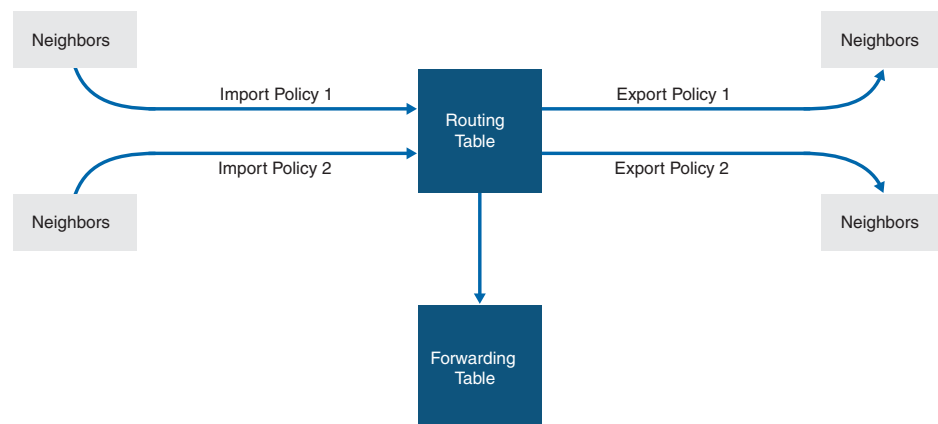 Neighbors
Neighbors
Import Policy 1
Export Policy 1
Routing
Table
Import Policy 2
Export Policy 2
Neighbors
Neighbors
Forwarding
Table